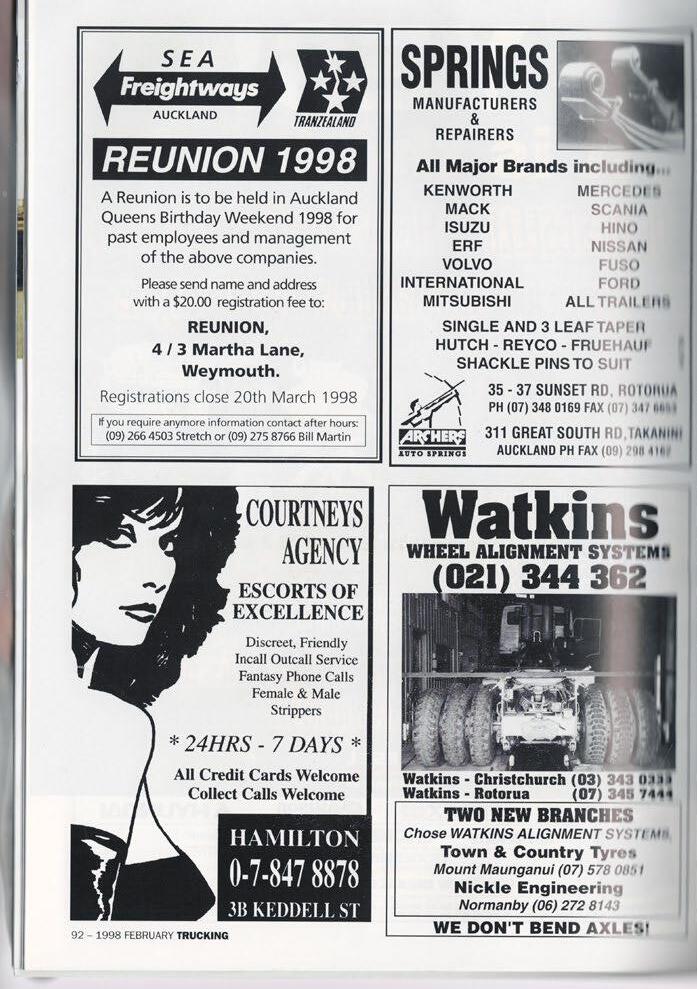 SEA
Freightways
AUCKLAND
TRANZEALAND
REUNION 1998
A Reunion is to be held in Auckland
Queens Birthday Weekend 1998 for
past employees and management
of the above companies.
Please send name and address
with a $20.00 registration fee to:
REUNION,
4 / 3 Martha Lane,
Weymouth.
Registrations close 20th March 1998
If you require anymore information contact after hours:
(09) 266 4503 Stretch or (09) 275 8766 Bill Martin
SPRINGS
MANUFACTURERS
&
REPAIRERS
All Major Brands including...
KENWORTH MERCEDES
MACK SCANIA
ISUZU HINO
ERF NISSAN
VOLVO FUSO
INTERNATIONAL FORD
MITSUBISHI ALL TRAILERS
SINGLE AND 3 LEAF TAPER
HUTCH - REYCO - FRUEHAUF
SHACKLE PINS TO SUIT
ARCHERS
AUTO SPRINGS
35 - 37 SUNSET RD, ROTORUA
PH (07) 348 0169 FAX (07) 347
311 GREAT SOUTH RD, TAKANINI
AUCKLAND PH FAX (09) 298
COURTNEYS
AGENCY
ESCORTS OF
EXCELLENCE
Discreet, Friendly
Incall Outcall Service
Fantasy Phone Calls
Female & Male
Strippers
* 24HRS - 7 DAYS *
All Credit Cards Welcome
Collect Calls Welcome
HAMILTON
0-7-847 8878
3B KEDDELL ST
Watkins
WHEEL ALIGNMENT SYSTEMS
(021) 344 362
Watkins - Christchurch (03) 343 0333
Watkins - Rotorua (07) 345 7444
TWO NEW BRANCHES
Chose WATKINS ALIGNMENT SYSTEMS
Town & Country Tyres
Mount Maunganui (07) 578 0851
Nickle Engineering
Normanby (06) 272 8143
WE DON'T BEND AXLES!
92 – 1998 FEBRUARY TRUCKING